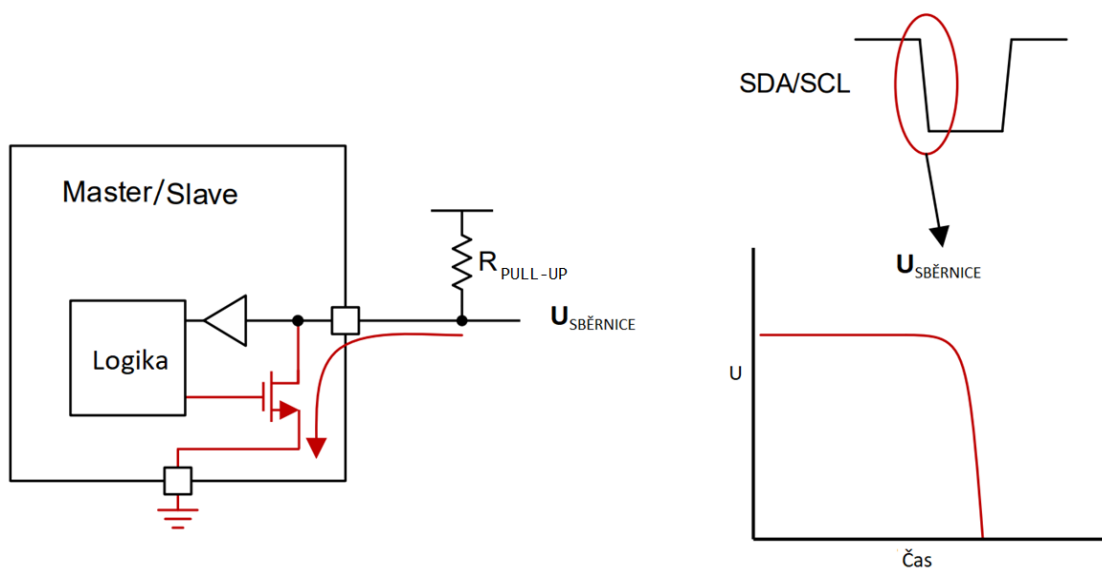 Master/Slave
Logika
R PULL-UP
U SBĚRNICE
SDA/SCL
U SBĚRNICE
U
Čas